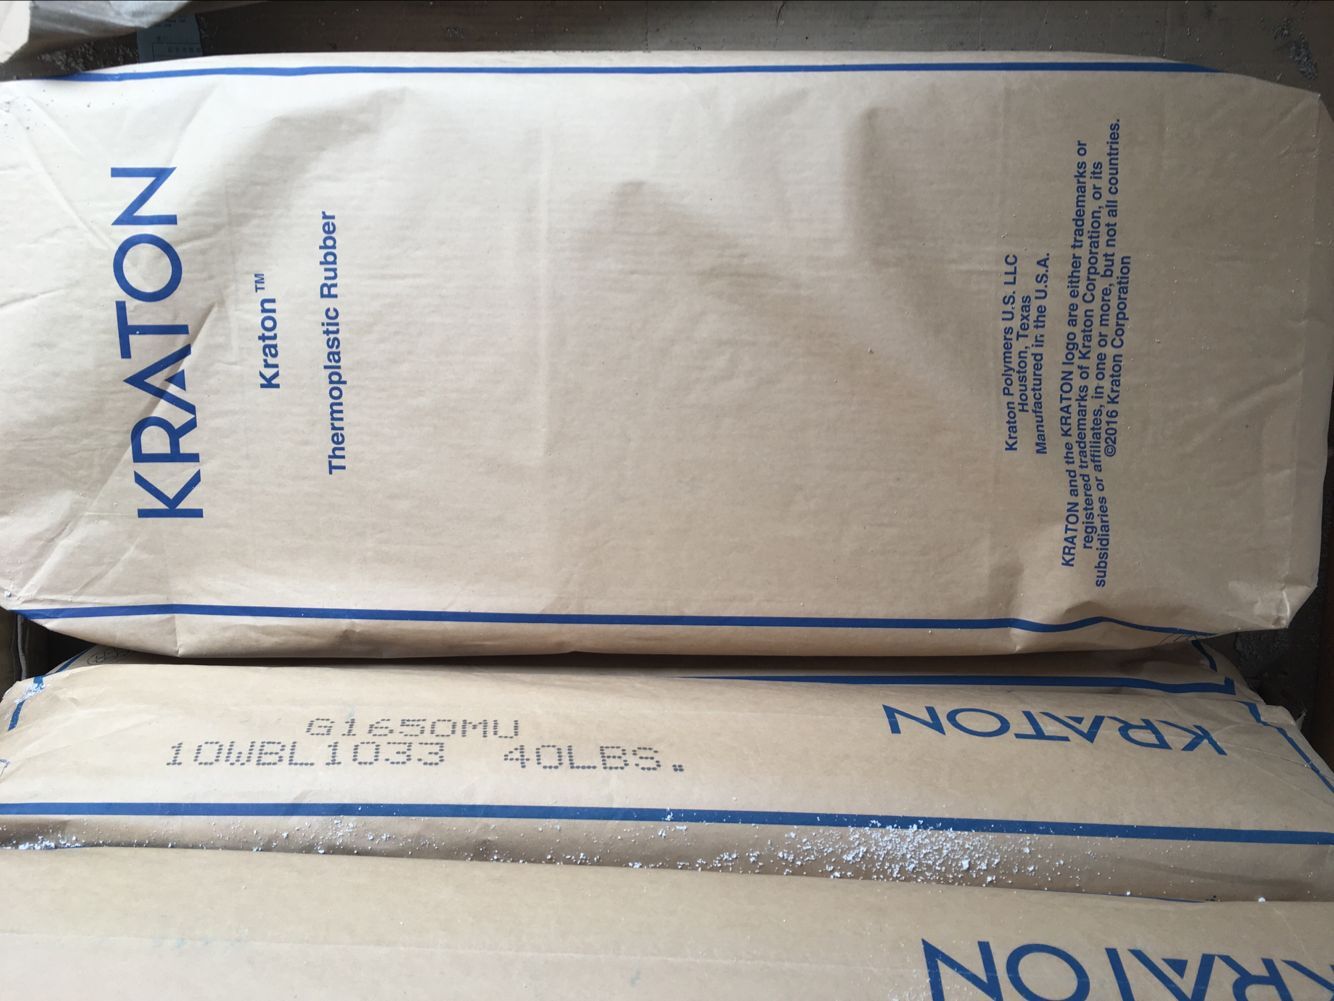 KRATON
Kraton™
Thermoplastic Rubber
Kraton Polymers U.S. LLC
Houston, Texas
Manufactured in the U.S.A.
KRATON and the KRATON logo are either trademarks or
registered trademarks of Kraton Corporation, or its
subsidiaries or affiliates, in one or more, but not all countries.
©2016 Kraton Corporation
G1650MU
10WBL1033 40LBS.
KRATON
KRATON